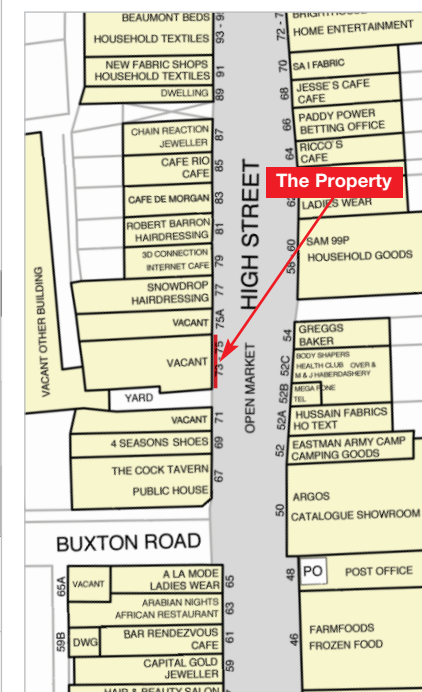 BEAUMONT BEDS
HOUSEHOLD TEXTILES
93 - 9
NEW FABRIC SHOPS
HOUSEHOLD TEXTILES
91
DWELLING
89
CHAIN REACTION
JEWELLER
87
CAFE RIO
CAFE
85
CAFE DE MORGAN
83
ROBERT BARRON
HAIRDRESSING
81
3D CONNECTION
INTERNET CAFE
79
SNOWDROP
HAIRDRESSING
77
VACANT
75A
VACANT
73-75
YARD
VACANT
71
4 SEASONS SHOES
69
THE COCK TAVERN
PUBLIC HOUSE
67
VACANT OTHER BUILDING
HIGH STREET
OPEN MARKET
The Property
72 - 7
HOME ENTERTAINMENT
70
SA I FABRIC
68
JESSE'S CAFE
CAFE
66
PADDY POWER
BETTING OFFICE
64
RICCO'S
CAFE
LADIES WEAR
58
60
SAM 99P
HOUSEHOLD GOODS
54
GREGGS
BAKER
52C
BODY SHAPERS
HEALTH CLUB OVER &
M & J HABERDASHERY
52B
TEL
52A
HUSSAIN FABRICS
HO TEXT
52
EASTMAN ARMY CAMP
CAMPING GOODS
50
ARGOS
CATALOGUE SHOWROOM
48
PO
POST OFFICE
46
FARMFOODS
FROZEN FOOD
BUXTON ROAD
65A
VACANT
A LA MODE
LADIES WEAR
65
ARABIAN NIGHTS
AFRICAN RESTAURANT
63
59B
DWG
BAR RENDEZVOUS
CAFE
61
CAPITAL GOLD
JEWELLER
59
HAIR & BEAUTY SALON